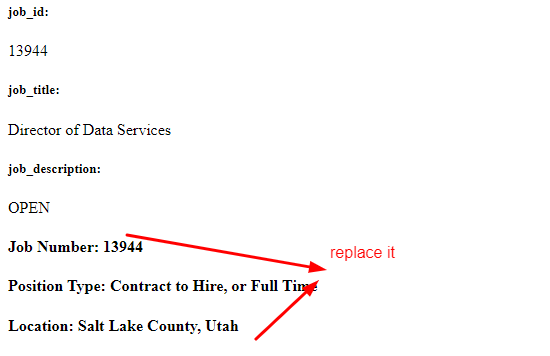 job_id:
13944
job_title:
Director of Data Services
job_description:
OPEN
Job Number: 13944
replace it
Position Type: Contract to Hire, or Full Time
Location: Salt Lake County, Utah